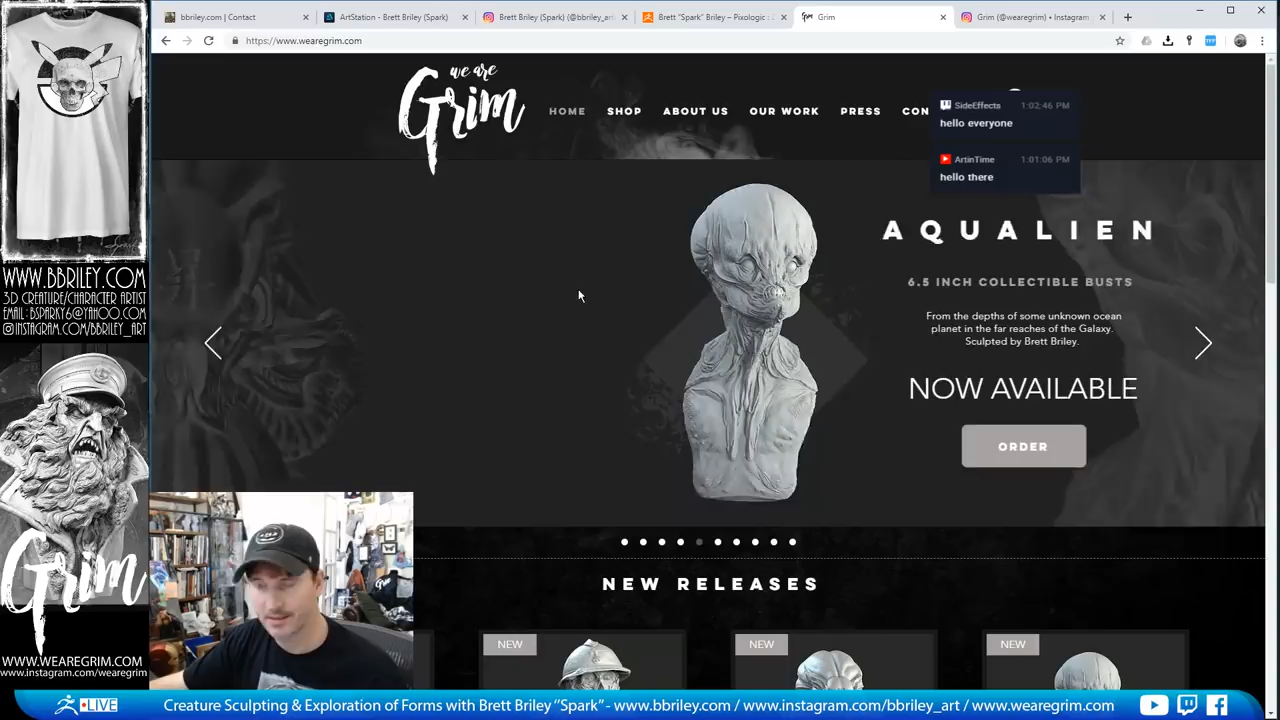 bbriley.com | Contact
ArtStation - Brett Briley (Spark)
Brett Briley (Spark) (@bbriley_art
Brett "Spark" Briley – Pixologic :
Grim
Grim (@wearegrim) • Instagram
https://www.wearegrim.com
we are
Grim
HOME
SHOP
ABOUT US
OUR WORK
PRESS
CON
SideEffects 1:02:46 PM
hello everyone
ArtinTime 1:01:06 PM
hello there
AQUALIEN
6.5 INCH COLLECTIBLE BUSTS
From the depths of some unknown ocean
planet in the far reaches of the Galaxy.
Sculpted by Brett Briley.
NOW AVAILABLE
ORDER
NEW RELEASES
NEW
NEW
NEW
WWW.BBRILEY.COM
3D CREATURE/CHARACTER ARTIST
EMAIL: BSPARKY6@YAHOO.COM
INSTAGRAM.COM/BBRILEY_ART
Grim
WWW.WEAREGRIM.COM
www.instagram.com/wearegrim
LIVE
Creature Sculpting & Exploration of Forms with Brett Briley "Spark" - www.bbriley.com / www.instagram.com/bbriley_art / www.wearegrim.com